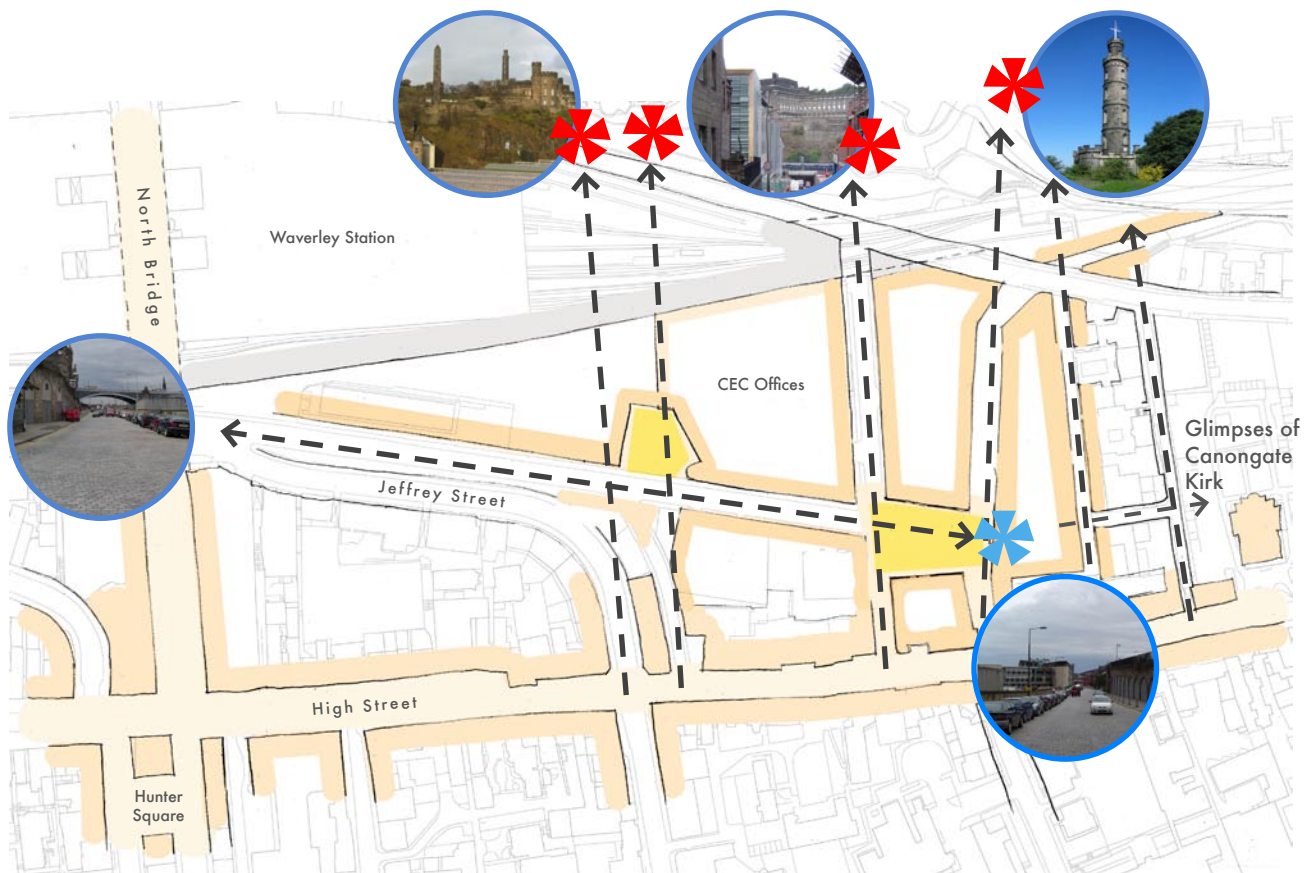 North Bridge
Waverley Station
CEC Offices
Glimpses of
Canongate
Kirk
Jeffrey Street
High Street
Hunter
Square